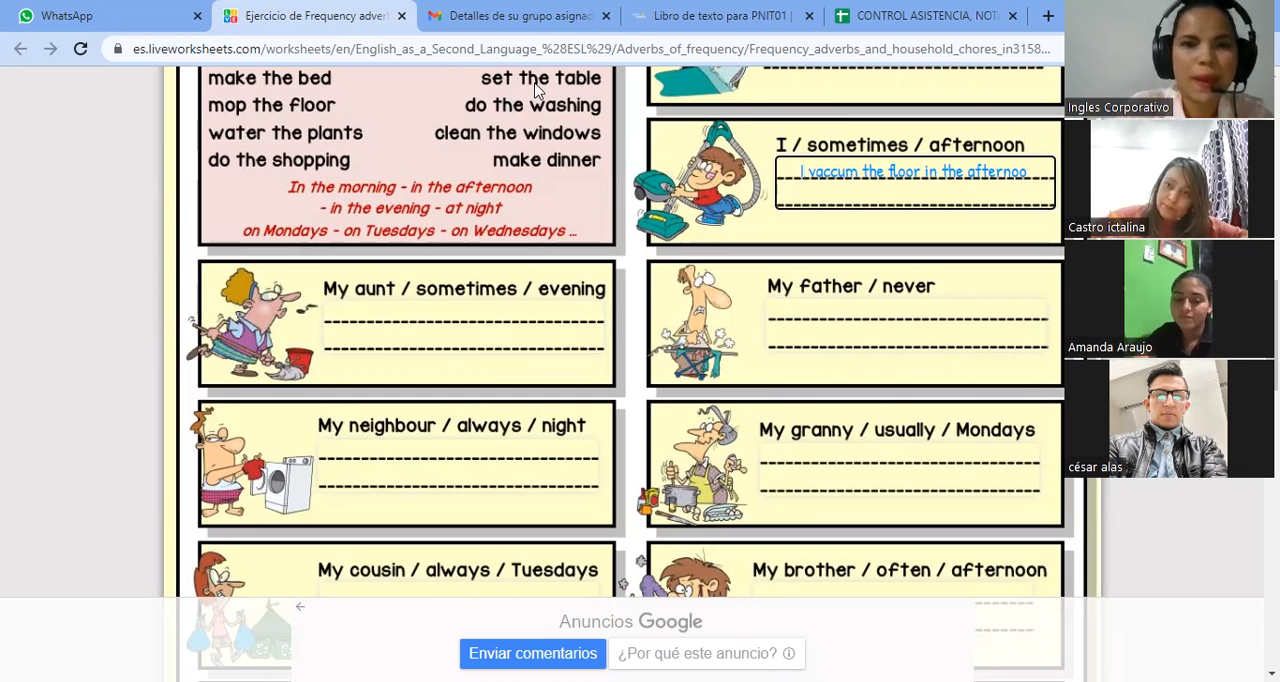 WhatsApp
Ejercicio de Frequency adver
Detalles de su grupo asignad
Libro de texto para PNIT01 |
CONTROL ASISTENCIA, NOT
es.liveworksheets.com/worksheets/en/English_as_a_Second_Language_%28ESL%29/Adverbs_of_frequency/Frequency_adverbs_and_household_chores_in3158...
make the bed
set the table
mop the floor
do the washing
water the plants
clean the windows
do the shopping
make dinner
In the morning - in the afternoon
- in the evening - at night
on Mondays - on Tuesdays - on Wednesdays ...
I / sometimes / afternoon
I vaccum the floor in the afternoo
My aunt / sometimes / evening
My father / never
My neighbour / always / night
My granny / usually / Mondays
My cousin / always / Tuesdays
My brother / often / afternoon
Anuncios Google
Enviar comentarios
¿Por qué este anuncio?
Ingles Corporativo
Castro ictalina
Amanda Araujo
césar alas